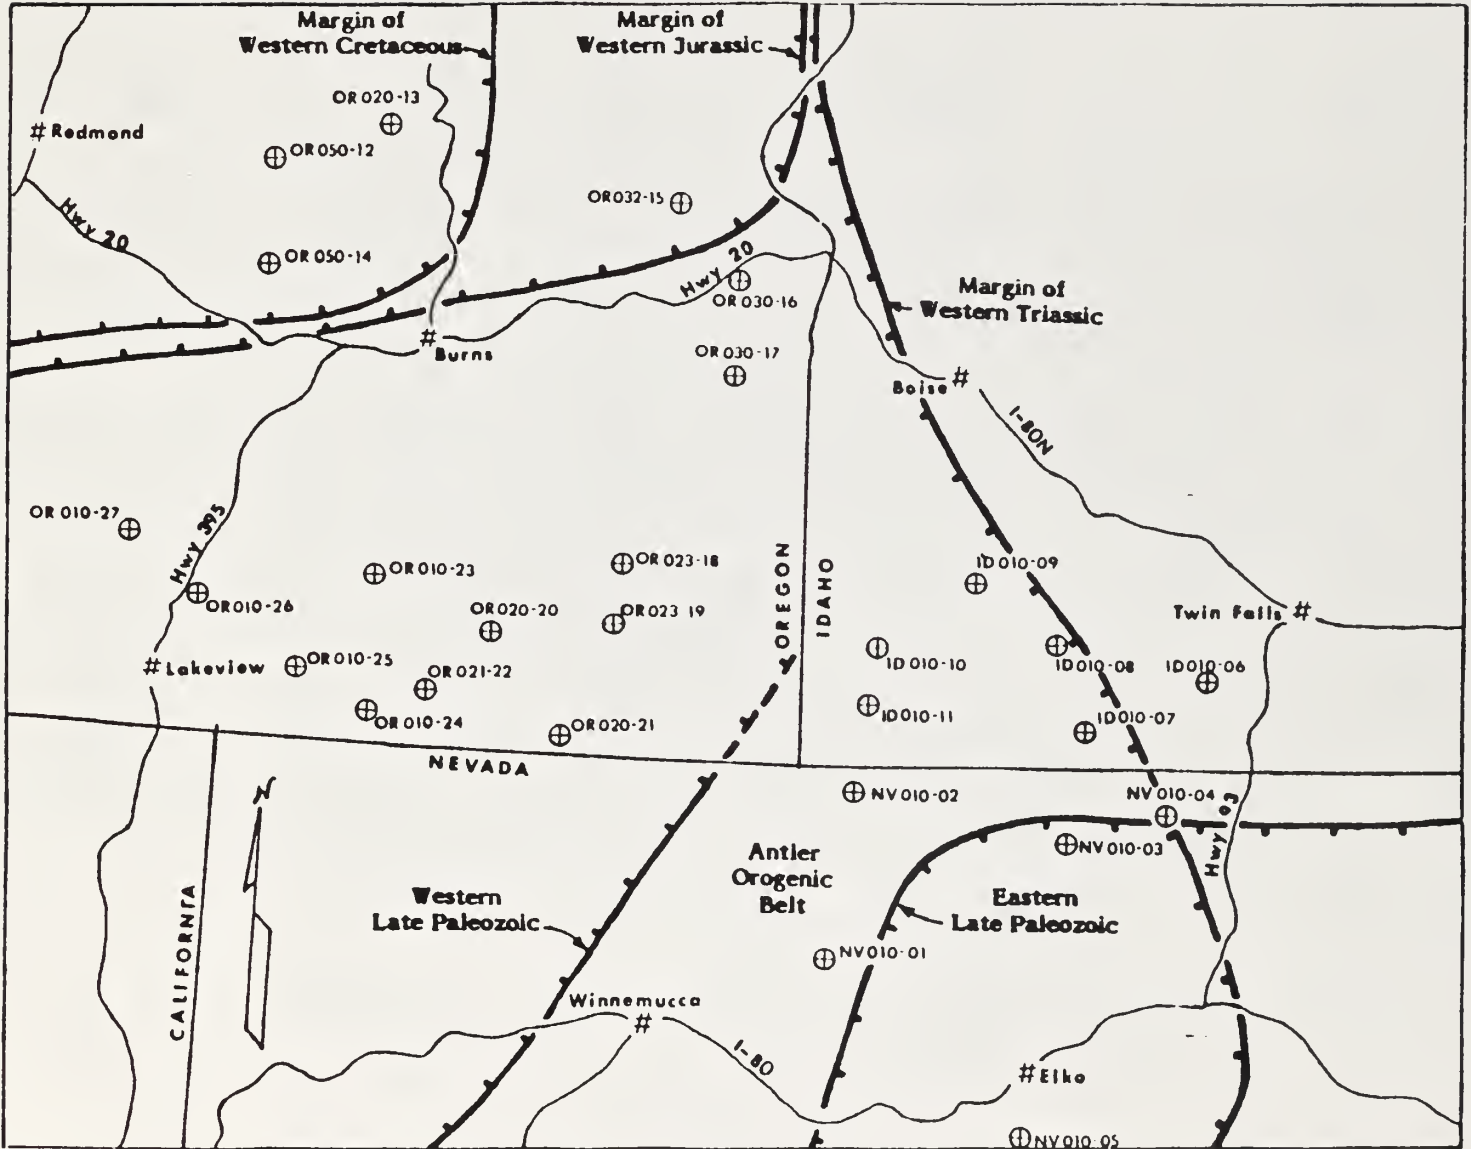 Margin of
Western Cretaceous
Margin of
Western Jurassic
OR 020-13
# Redmond
OR 050-12
OR 032-15
Hwy 20
OR 050-14
Hwy 20
OR 030-16
Margin of
Western Triassic
# Burns
OR 030-17
Boise #
I-80N
OR 010-27
Hwy 395
OREGON
IDAHO
OR 010-23
OR 023-18
ID 010-09
OR 010-26
OR 020-20
OR 023 19
Twin Falls #
# Lakeview
OR 010-25
OR 021-22
ID 010-10
ID 010-08
ID 010-06
OR 010-24
OR 020-21
ID 010-11
ID 010-07
NEVADA
N
NV 010-02
NV 010-04
Hwy 93
NV 010-03
Antler
Orogenic
Belt
CALIFORNIA
Western
Late Paleozoic
Eastern
Late Paleozoic
NV 010-01
Winnemucca
#
I-80
# Elko
NV 010-05